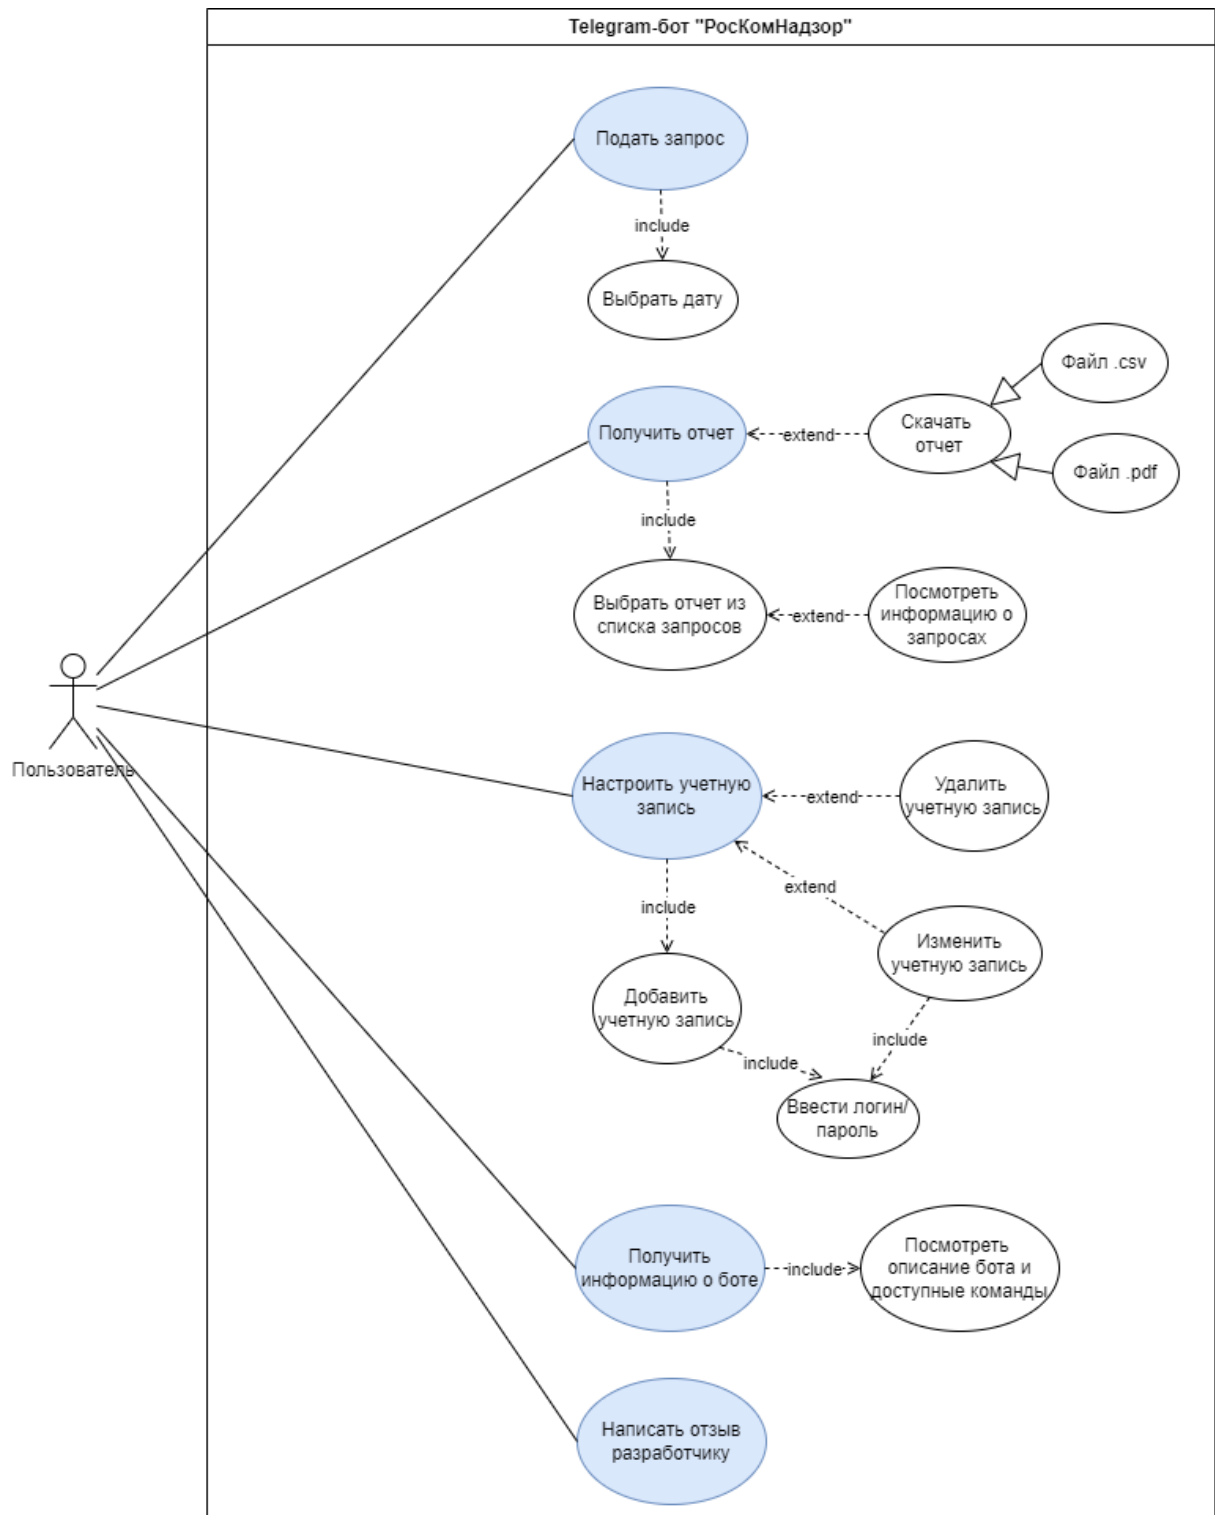 Telegram-бот "РосКомНадзор"
Подать запрос
include
Выбрать дату
Файл .csv
Получить отчет
extend
Скачать
отчет
Файл .pdf
include
Выбрать отчет из
списка запросов
extend
Посмотреть
информацию о
запросах
Пользователь
Настроить учетную
запись
extend
Удалить
учетную запись
extend
include
Изменить
учетную запись
Добавить
учетную запись
include
include
Ввести логин/
пароль
Получить
информацию о боте
include
Посмотреть
описание бота и
доступные команды
Написать отзыв
разработчику